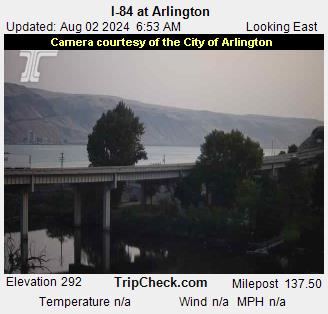 I-84 at Arlington
Updated: Aug 02 2024 6:53 AM Looking East
Camera courtesy of the City of Arlington
Elevation 292 TripCheck.com Milepost 137.50
Temperature n/a Wind n/a MPH n/a